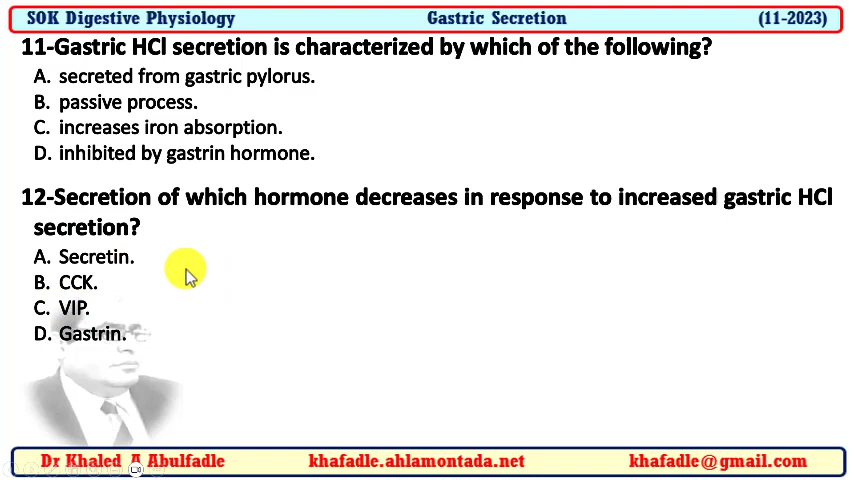 SOK Digestive Physiology Gastric Secretion (11-2023)
11-Gastric HCl secretion is characterized by which of the following?
A. secreted from gastric pylorus.
B. passive process.
C. increases iron absorption.
D. inhibited by gastrin hormone.
12-Secretion of which hormone decreases in response to increased gastric HCl
secretion?
A. Secretin.
B. CCK.
C. VIP.
D. Gastrin.
Dr Khaled A Abulfadle khafadle.ahlamontada.net khafadle@gmail.com